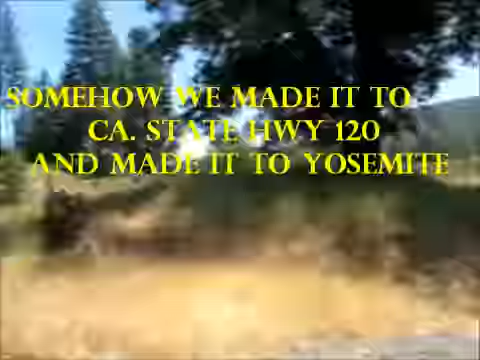 SOMEHOW WE MADE IT TO
CA. STATE HWY 120
AND MADE IT TO YOSEMITE